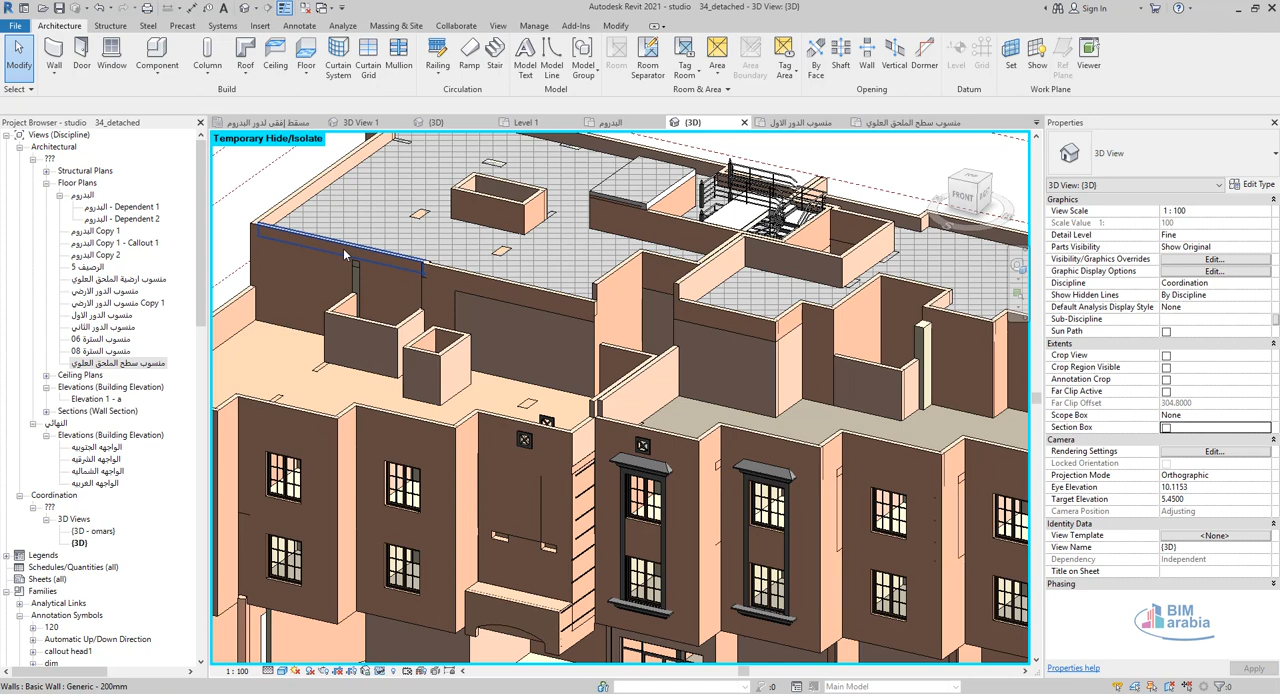 Autodesk Revit 2021 - studio
34_detached - 3D View: {3D}
Sign In
File
Architecture
Structure
Steel
Precast
Systems
Insert
Annotate
Analyze
Massing & Site
Collaborate
View
Manage
Add-Ins
Modify
Modify
Wall
Door
Window
Component
Column
Roof
Ceiling
Floor
Curtain System
Curtain Grid
Mullion
Railing
Ramp
Stair
Model Text
Model Line
Model Group
Room
Room Separator
Tag Room
Area
Area Boundary
Tag Area
By Face
Shaft
Wall
Vertical
Dormer
Level
Grid
Set
Show
Ref Plane
Viewer
Select
Build
Circulation
Model
Room & Area
Opening
Datum
Work Plane
Project Browser - studio 34_detached
مسقط إفقي لدور البدروم
3D View 1
{3D}
Level 1
البدروم
{3D}
منسوب الدور الاول
منسوب سطح الملحق العلوي
Temporary Hide/Isolate
Views (Discipline)
Architectural
???
Structural Plans
Floor Plans
البدروم
البدروم - Dependent 1
البدروم - Dependent 2
البدروم Copy 1
البدروم Copy 1 - Callout 1
البدروم Copy 2
الرصيف 5
منسوب ارضية الملحق العلوي
منسوب الدور الارضي
منسوب الدور الارضي Copy 1
منسوب الدور الاول
منسوب الدور الثاني
منسوب السترة 06
منسوب السترة 08
منسوب سطح الملحق العلوي
Ceiling Plans
Elevations (Building Elevation)
Elevation 1 - a
Sections (Wall Section)
النهائي
Elevations (Building Elevation)
الواجهه الجنوبيه
الواجهه الشرقيه
الواجهه الشماليه
الواجهه الغربيه
Coordination
???
3D Views
{3D - omars}
{3D}
Legends
Schedules/Quantities (all)
Sheets (all)
Families
Analytical Links
Annotation Symbols
120
Automatic Up/Down Direction
callout head1
dim
TOP
FRONT
Properties
3D View
3D View: {3D}
Edit Type
Graphics
View Scale 1 : 100
Scale Value 1: 100
Detail Level Fine
Parts Visibility Show Original
Visibility/Graphics Overrides Edit...
Graphic Display Options Edit...
Discipline Coordination
Show Hidden Lines By Discipline
Default Analysis Display Style None
Sub-Discipline
Sun Path
Extents
Crop View
Crop Region Visible
Annotation Crop
Far Clip Active
Far Clip Offset 304.8000
Scope Box None
Section Box
Camera
Rendering Settings Edit...
Locked Orientation
Projection Mode Orthographic
Eye Elevation 10.1153
Target Elevation 5.4500
Camera Position Adjusting
Identity Data
View Template <None>
View Name {3D}
Dependency Independent
Title on Sheet
Phasing
BIM
arabia
Properties help
Apply
1 : 100
Walls : Basic Wall : Generic - 200mm
:0
Main Model
:0